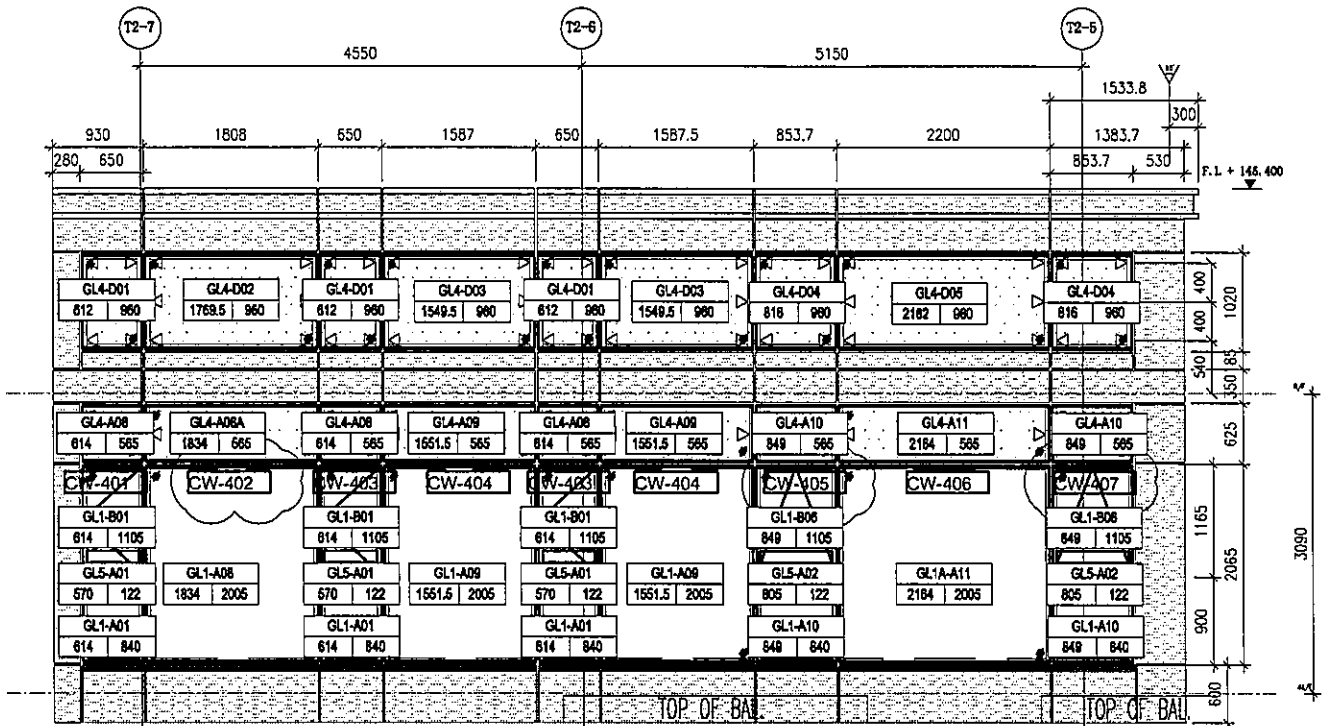 T2-7 T2-6 T2-5
4550 5150
1533.8
300
930 1808 650 1587 650 1587.5 853.7 2200 1383.7
280 650 853.7 530
F.L + 148.400
GL4-D01 GL4-D02 GL4-D01 GL4-D03 GL4-D01 GL4-D03 GL4-D04 GL4-D05 GL4-D04
612 960 1769.5 960 612 960 1549.5 960 612 960 1549.5 960 816 960 2162 960 816 960
400
1020
400
540
185
350
GL4-A08 GL4-A08A GL4-A08 GL4-A09 GL4-A08 GL4-A09 GL4-A10 GL4-A11 GL4-A10
614 565 1834 565 614 565 1551.5 565 614 565 1551.5 565 849 565 2164 565 849 565
625
CW-401 CW-402 CW-403 CW-404 CW-403 CW-404 CW-405 CW-406 CW-407
GL1-B01 GL1-B01 GL1-B01 GL1-B06 GL1-B06
614 1105 614 1105 614 1105 849 1105 849 1105
1165
2065
3090
GL5-A01 GL1-A08 GL5-A01 GL1-A09 GL5-A01 GL1-A09 GL5-A02 GL1A-A11 GL5-A02
570 122 1834 2005 570 122 1551.5 2005 570 122 1551.5 2005 805 122 2164 2005 805 122
900
GL1-A01 GL1-A01 GL1-A01 GL1-A10 GL1-A10
614 840 614 840 614 840 849 840 849 840
600
TOP OF BAL. TOP OF BAL